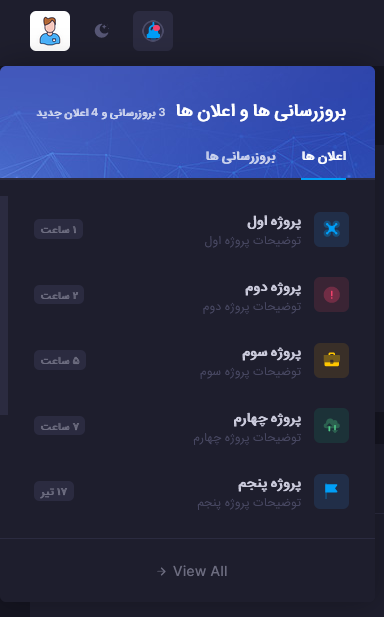 بروزرسانی ها و اعلان ها 3 بروزرسانی و 4 اعلان جدید
اعلان ها بروزرسانی ها
پروژه اول
توضیحات پروژه اول
۱ ساعت
پروژه دوم
توضیحات پروژه دوم
۲ ساعت
پروژه سوم
توضیحات پروژه سوم
۵ ساعت
پروژه چهارم
توضیحات پروژه چهارم
۷ ساعت
پروژه پنجم
توضیحات پروژه پنجم
۱۷ تیر
View All